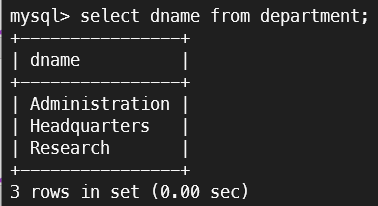 mysql> select dname from department;
+----------------+
| dname          |
+----------------+
| Administration |
| Headquarters   |
| Research       |
+----------------+
3 rows in set (0.00 sec)